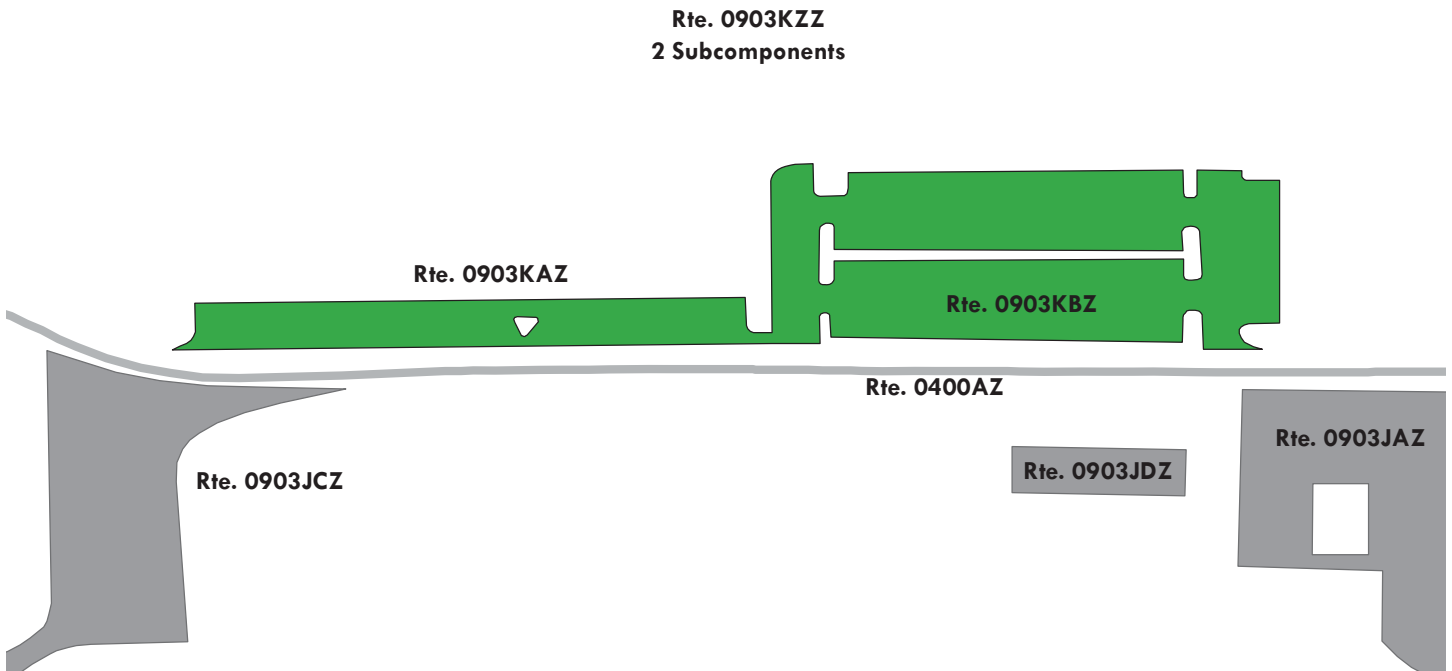 Rte. 0903KZZ
2 Subcomponents
Rte. 0903KAZ
Rte. 0903KBZ
Rte. 0400AZ
Rte. 0903JAZ
Rte. 0903JDZ
Rte. 0903JCZ